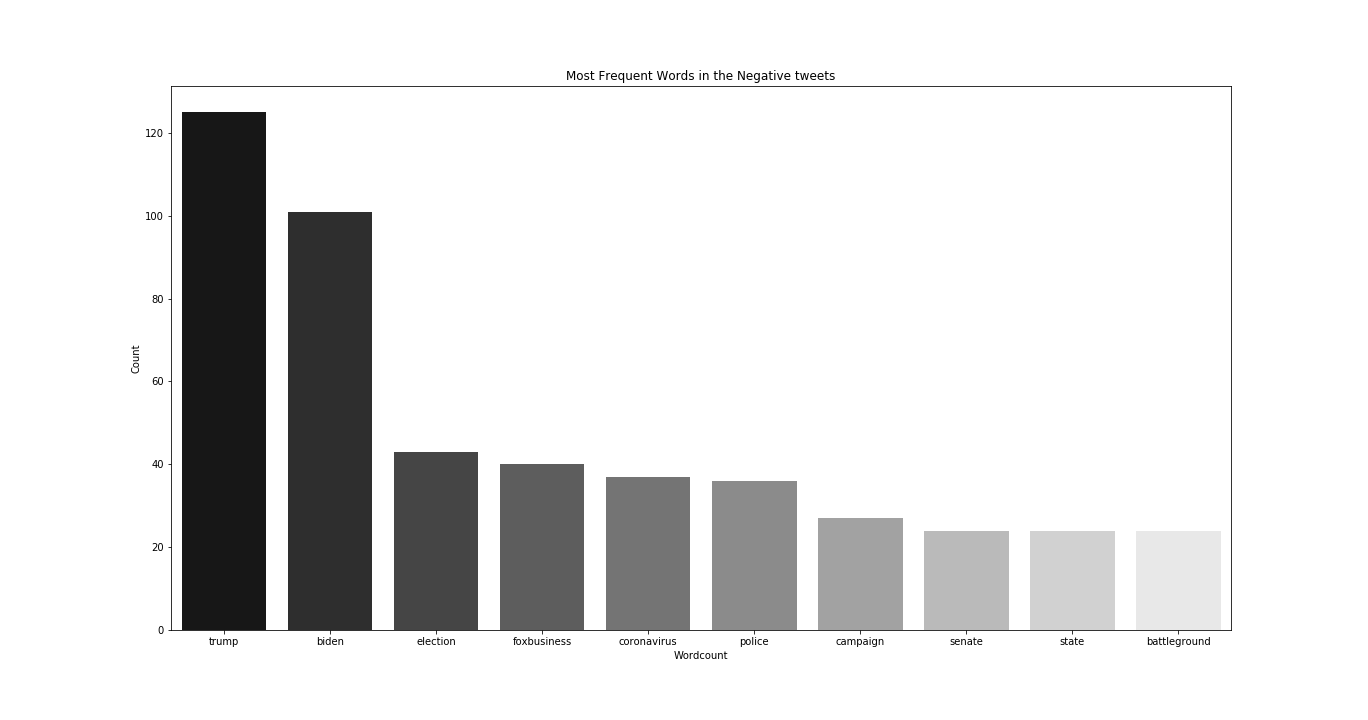 Most Frequent Words in the Negative tweets
120
100
80
60
40
20
0
Count
trump biden election foxbusiness coronavirus police campaign senate state battleground
Wordcount